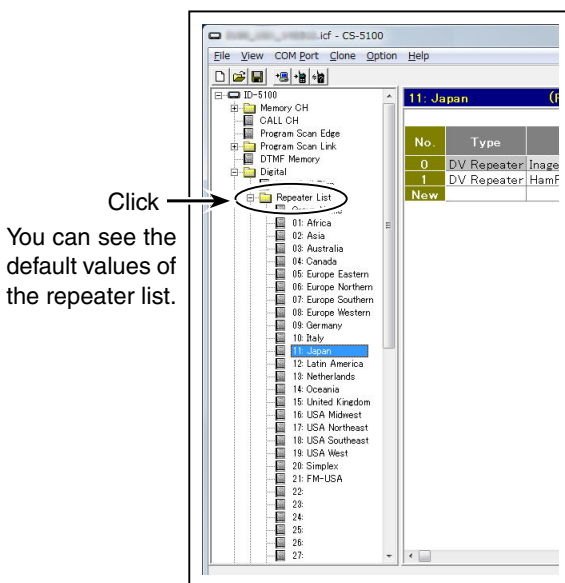 .icf - CS-5100
File View COM Port Clone Option Help
ID-5100
Memory CH
CALL CH
Program Scan Edge
Program Scan Link
DTMF Memory
Digital
Repeater List
01: Africa
02: Asia
03: Australia
04: Canada
05: Europe Eastern
06: Europe Northern
07: Europe Southern
08: Europe Western
09: Germany
10: Italy
11: Japan
12: Latin America
13: Netherlands
14: Oceania
15: United Kingdom
16: USA Midwest
17: USA Northeast
18: USA Southeast
19: USA West
20: Simplex
21: FM-USA
22:
23:
24:
25:
26:
27:
Click
You can see the
default values of
the repeater list.
11: Japan
No. Type
0 DV Repeater Inage
1 DV Repeater
New